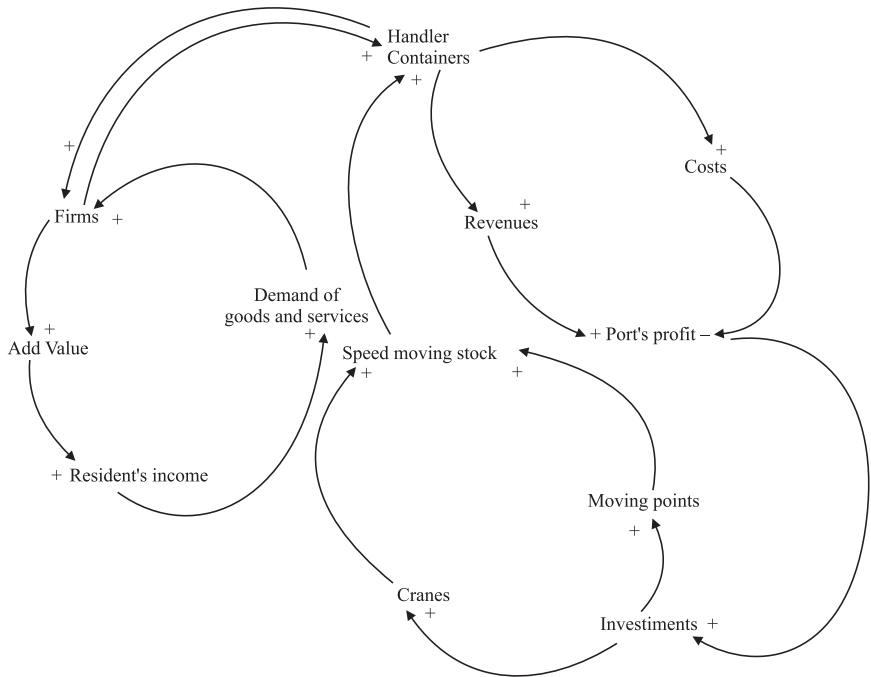 Handler
Containers
+
+
+
Costs
+
Firms +
+
Revenues
Demand of
goods and services
+
+
Add Value
+ Port's profit –
Speed moving stock
+
+
+ Resident's income
Moving points
+
Cranes
+
Investiments +